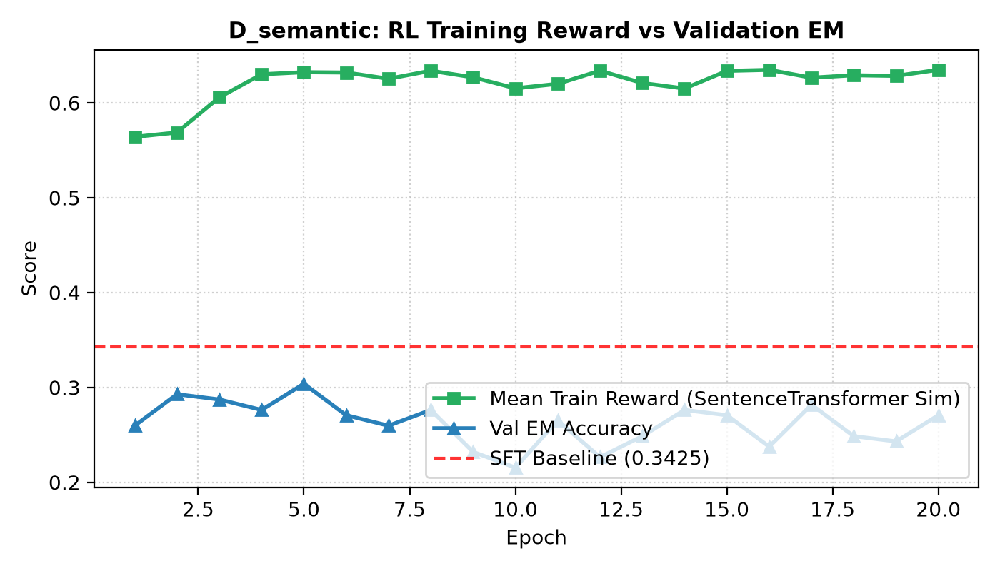 D_semantic: RL Training Reward vs Validation EM
Score
0.6
0.5
0.4
0.3
0.2
Mean Train Reward (SentenceTransformer Sim)
Val EM Accuracy
SFT Baseline (0.3425)
2.5 5.0 7.5 10.0 12.5 15.0 17.5 20.0
Epoch